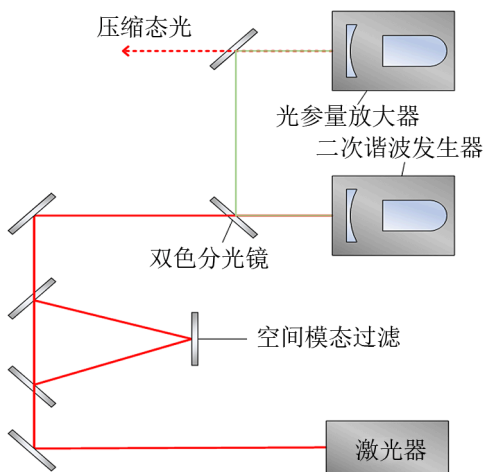 压缩态光
光参量放大器
二次谐波发生器
双色分光镜
空间模态过滤
激光器